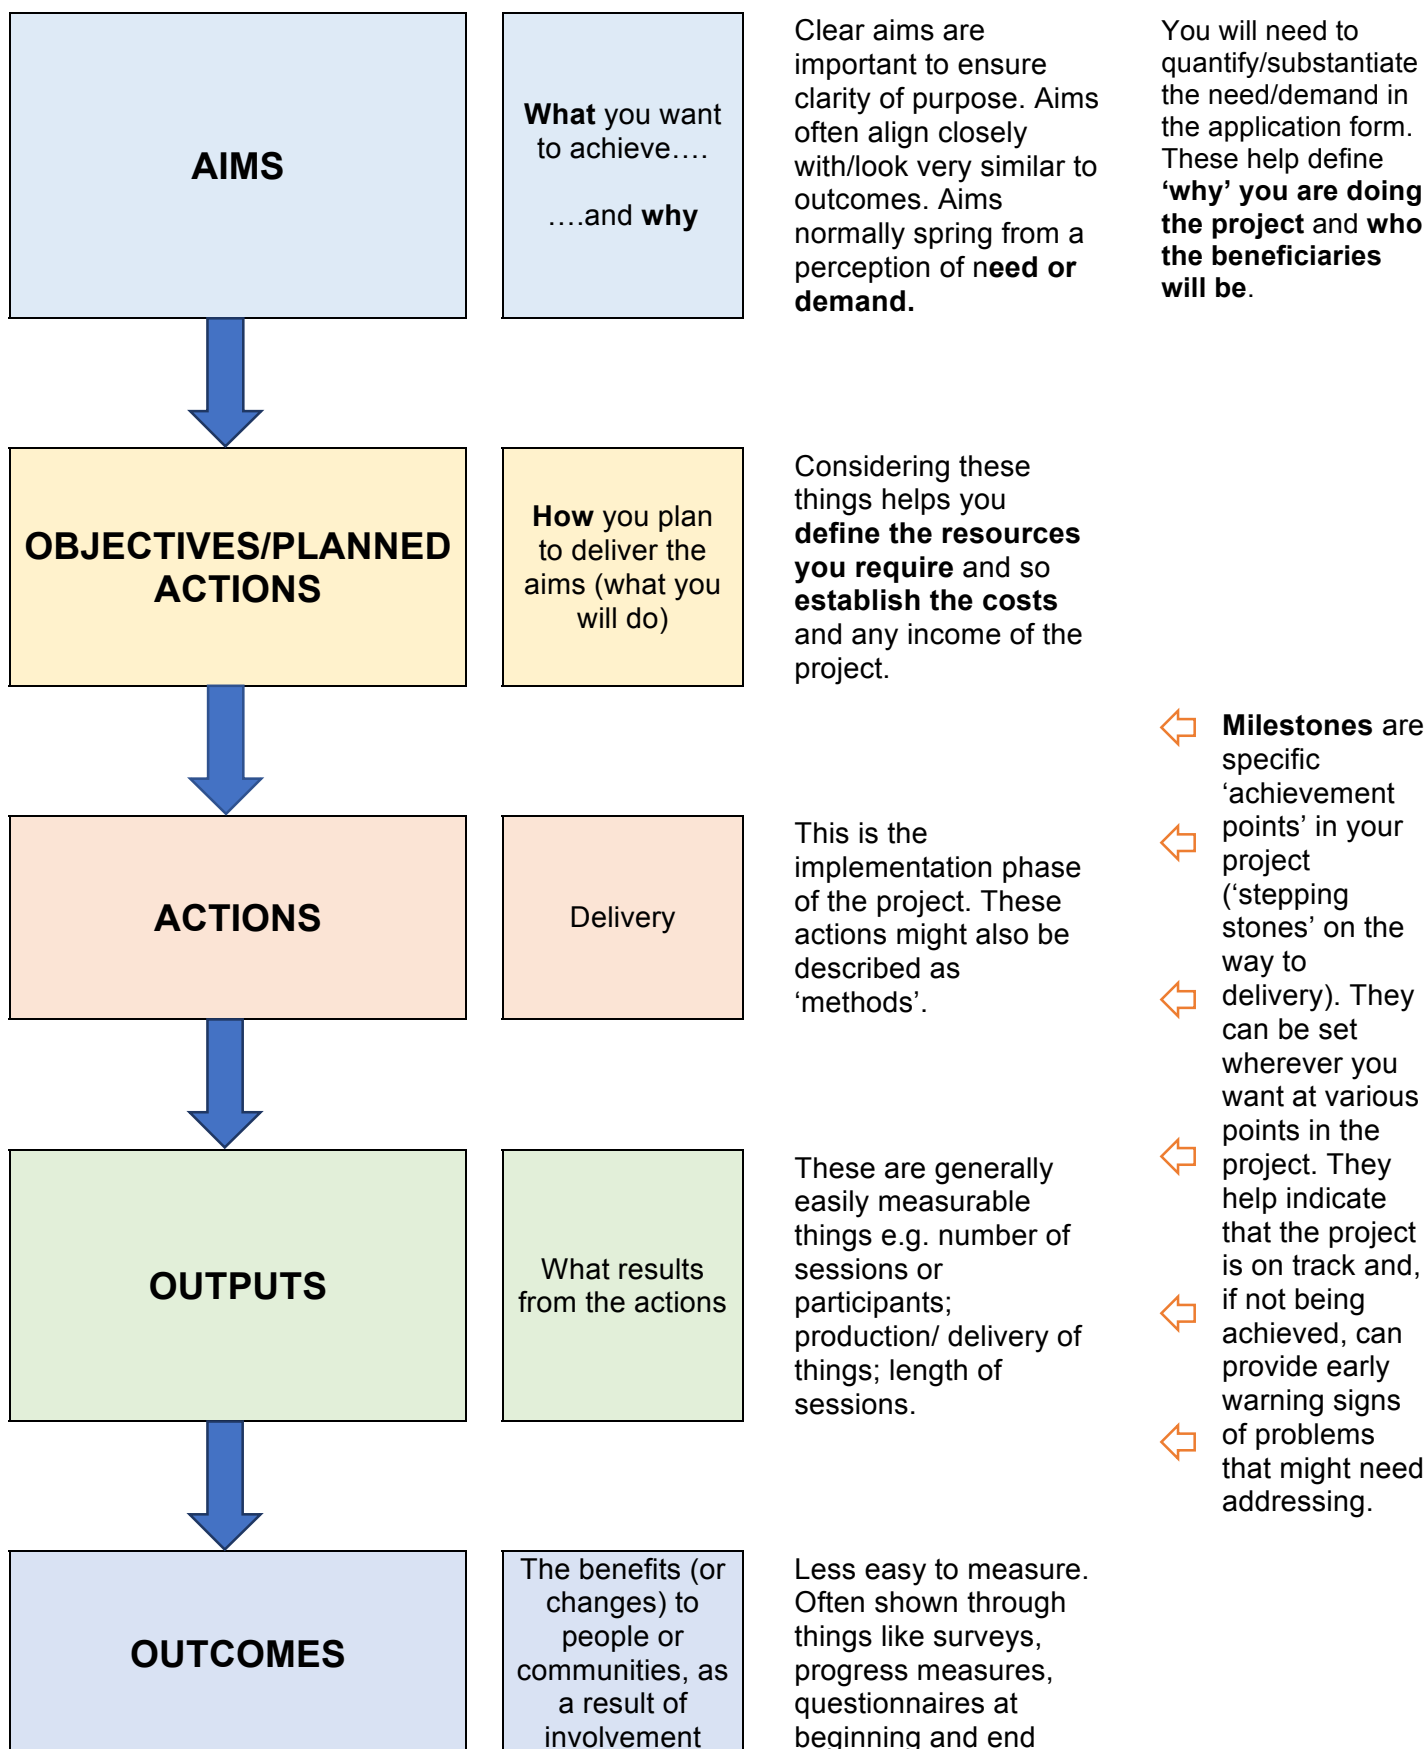 AIMS
What you want
to achieve….
….and why
Clear aims are
important to ensure
clarity of purpose. Aims
often align closely
with/look very similar to
outcomes. Aims
normally spring from a
perception of need or
demand.
You will need to
quantify/substantiate
the need/demand in
the application form.
These help define
‘why’ you are doing
the project and who
the beneficiaries
will be.
OBJECTIVES/PLANNED
ACTIONS
How you plan
to deliver the
aims (what you
will do)
Considering these
things helps you
define the resources
you require and so
establish the costs
and any income of the
project.
ACTIONS
Delivery
This is the
implementation phase
of the project. These
actions might also be
described as
‘methods’.
Milestones are
specific
‘achievement
points’ in your
project
(‘stepping
stones’ on the
way to
delivery). They
can be set
wherever you
want at various
points in the
project. They
help indicate
that the project
is on track and,
if not being
achieved, can
provide early
warning signs
of problems
that might need
addressing.
OUTPUTS
What results
from the actions
These are generally
easily measurable
things e.g. number of
sessions or
participants;
production/ delivery of
things; length of
sessions.
OUTCOMES
The benefits (or
changes) to
people or
communities, as
a result of
involvement
Less easy to measure.
Often shown through
things like surveys,
progress measures,
questionnaires at
beginning and end